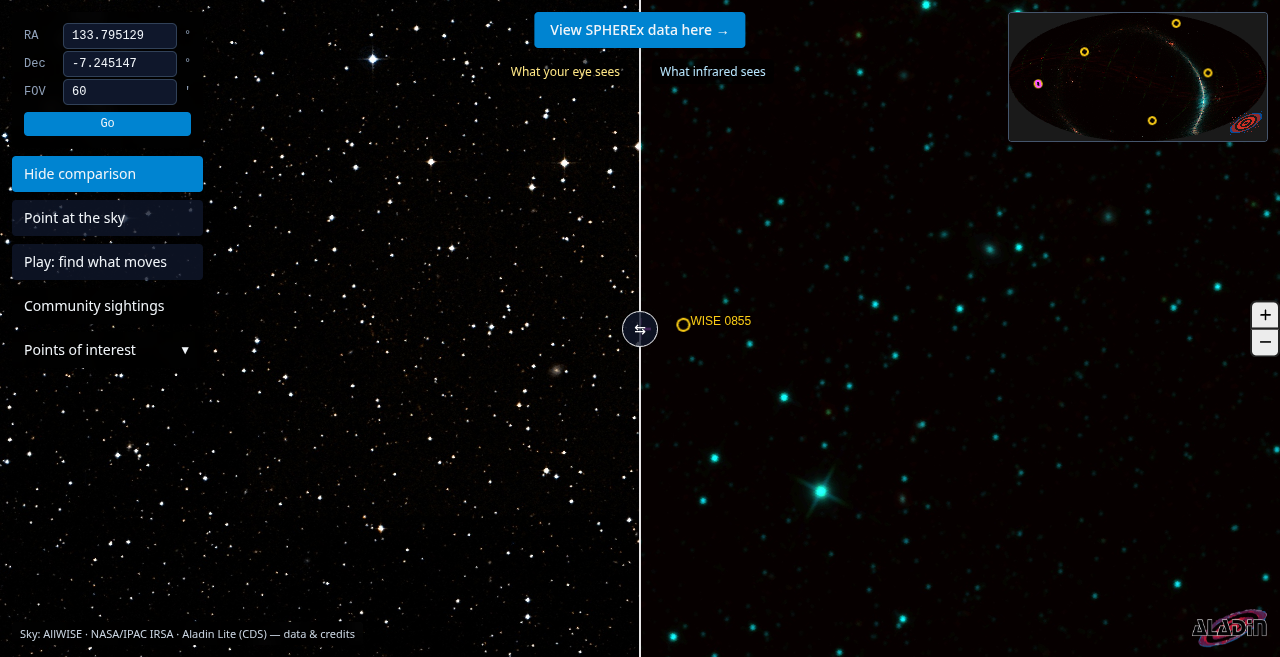 RA 133.795129 °
Dec -7.245147 °
FOV 60 '
Go
Hide comparison
Point at the sky
Play: find what moves
Community sightings
Points of interest ▼
View SPHEREx data here →
What your eye sees
What infrared sees
⇆
WISE 0855
+
−
Sky: AllWISE · NASA/IPAC IRSA · Aladin Lite (CDS) — data & credits
ALADIN